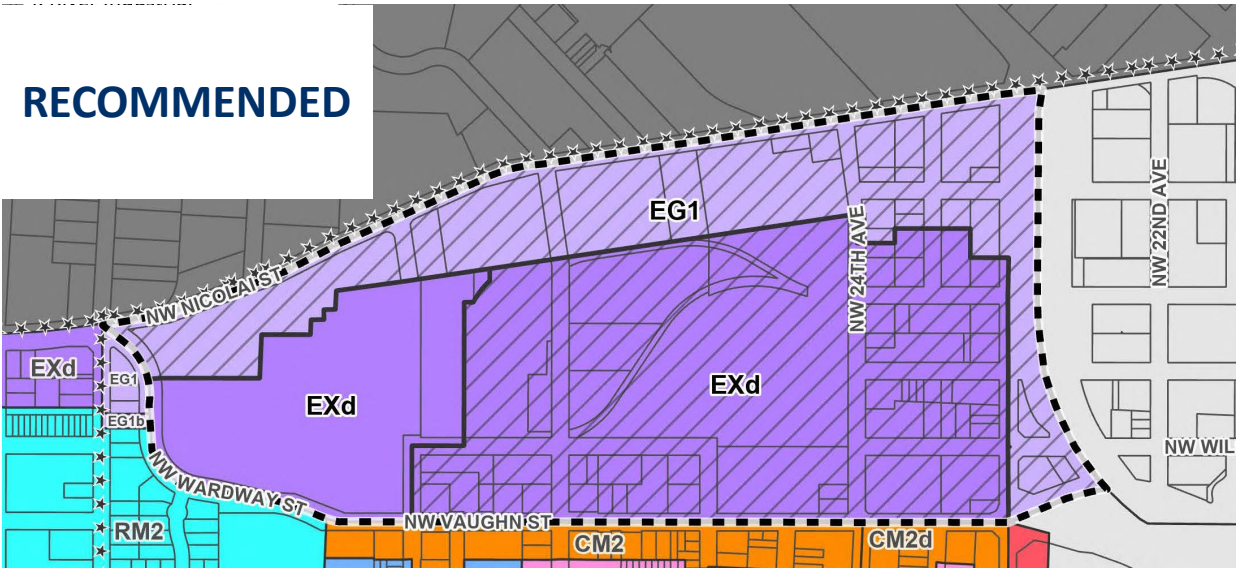 RECOMMENDED
EG1
NW 22ND AVE
NW 24TH AVE
NW NICOLAI ST
EXd
EG1
EXd
EXd
EG1b
NW WIL
NW WARDWAY ST
NW VAUGHN ST
RM2
CM2
CM2d